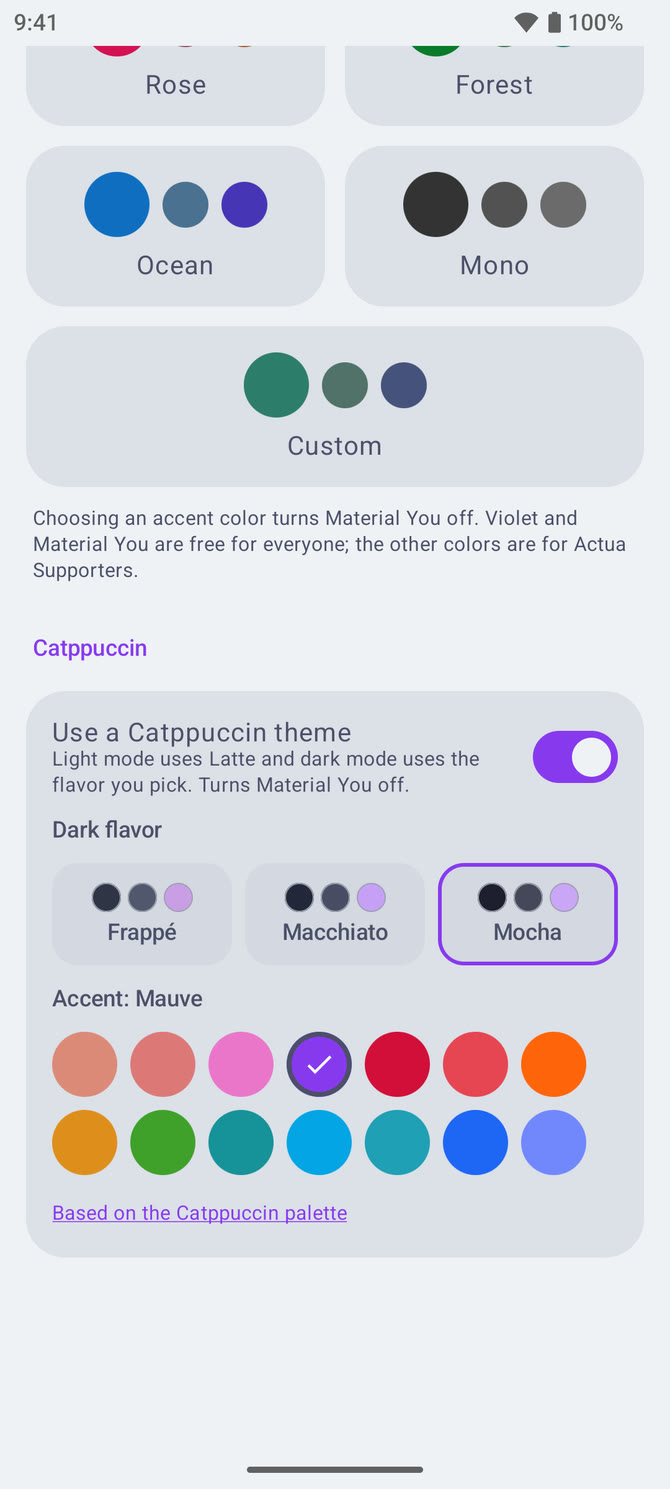 9:41
100%
Rose
Forest
Ocean
Mono
Custom
Choosing an accent color turns Material You off. Violet and
Material You are free for everyone; the other colors are for Actua
Supporters.
Catppuccin
Use a Catppuccin theme
Light mode uses Latte and dark mode uses the
flavor you pick. Turns Material You off.
Dark flavor
Frappé
Macchiato
Mocha
Accent: Mauve
Based on the Catppuccin palette